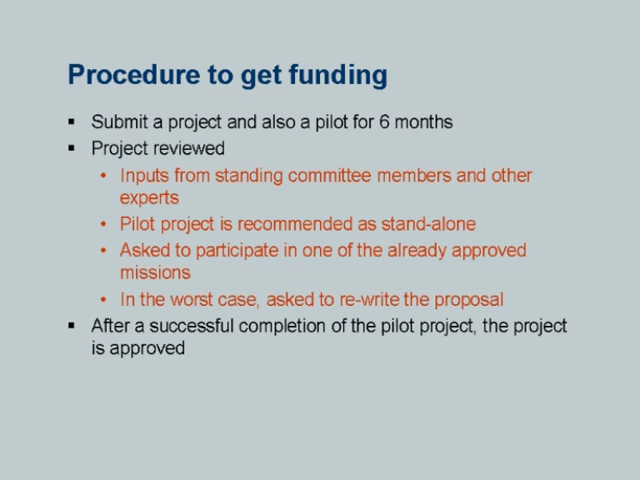 Procedure to get funding
▪ Submit a project and also a pilot for 6 months
▪ Project reviewed
• Inputs from standing committee members and other
experts
• Pilot project is recommended as stand-alone
• Asked to participate in one of the already approved
missions
• In the worst case, asked to re-write the proposal
▪ After a successful completion of the pilot project, the project
is approved